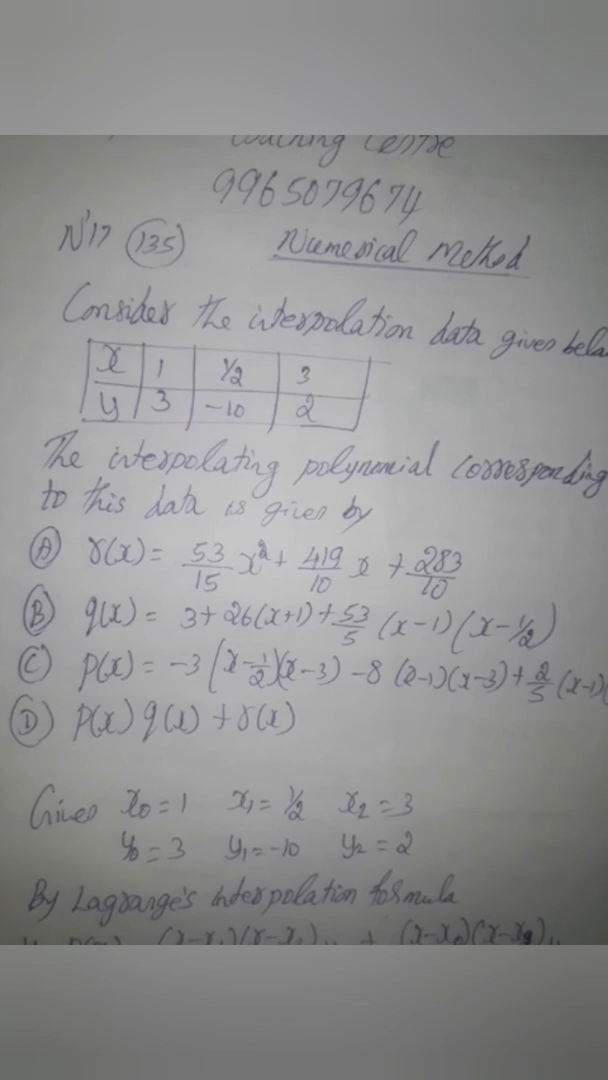 Coaching Centre
9965079674
N'17 (135) Numerical Method
Consider the interpolation data given
x 1 1/2 3
y 3 -10 2
The interpolating polynomial corresponding
to this data is given by
(A) r(x) = 53/15 x² + 419/10 x + 283/10
(B) q(x) = 3 + 26(x+1) + 53/5 (x-1)(x-1/2)
(C) p(x) = -3(x-1/2)(x-3) -8(x-1)(x-3) + 2/5 (x-1)(
(D) p(x) q(x) + r(x)
Given x₀=1 x₁=1/2 x₂=3
y₀=3 y₁=-10 y₂=2
By Lagrange's interpolation formula